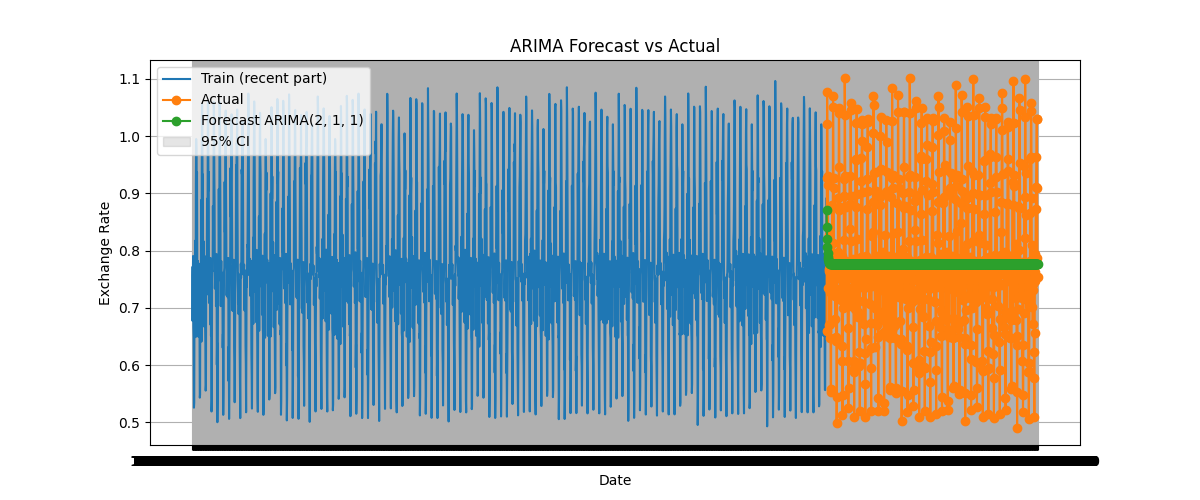 ARIMA Forecast vs Actual
Train (recent part)
Actual
Forecast ARIMA(2, 1, 1)
95% CI
1.1
1.0
0.9
0.8
0.7
0.6
0.5
Exchange Rate
Date